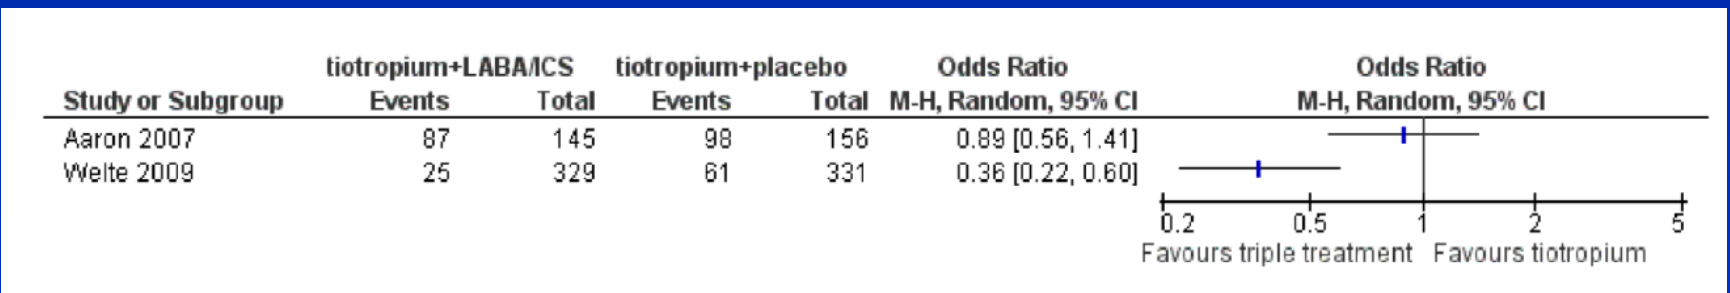 tiotropium+LABA/ICS tiotropium+placebo Odds Ratio Odds Ratio
Study or Subgroup Events Total Events Total M-H, Random, 95% CI M-H, Random, 95% CI
Aaron 2007 87 145 98 156 0.89 [0.56, 1.41]
Welte 2009 25 329 61 331 0.36 [0.22, 0.60]
0.2 0.5 1 2 5
Favours triple treatment Favours tiotropium